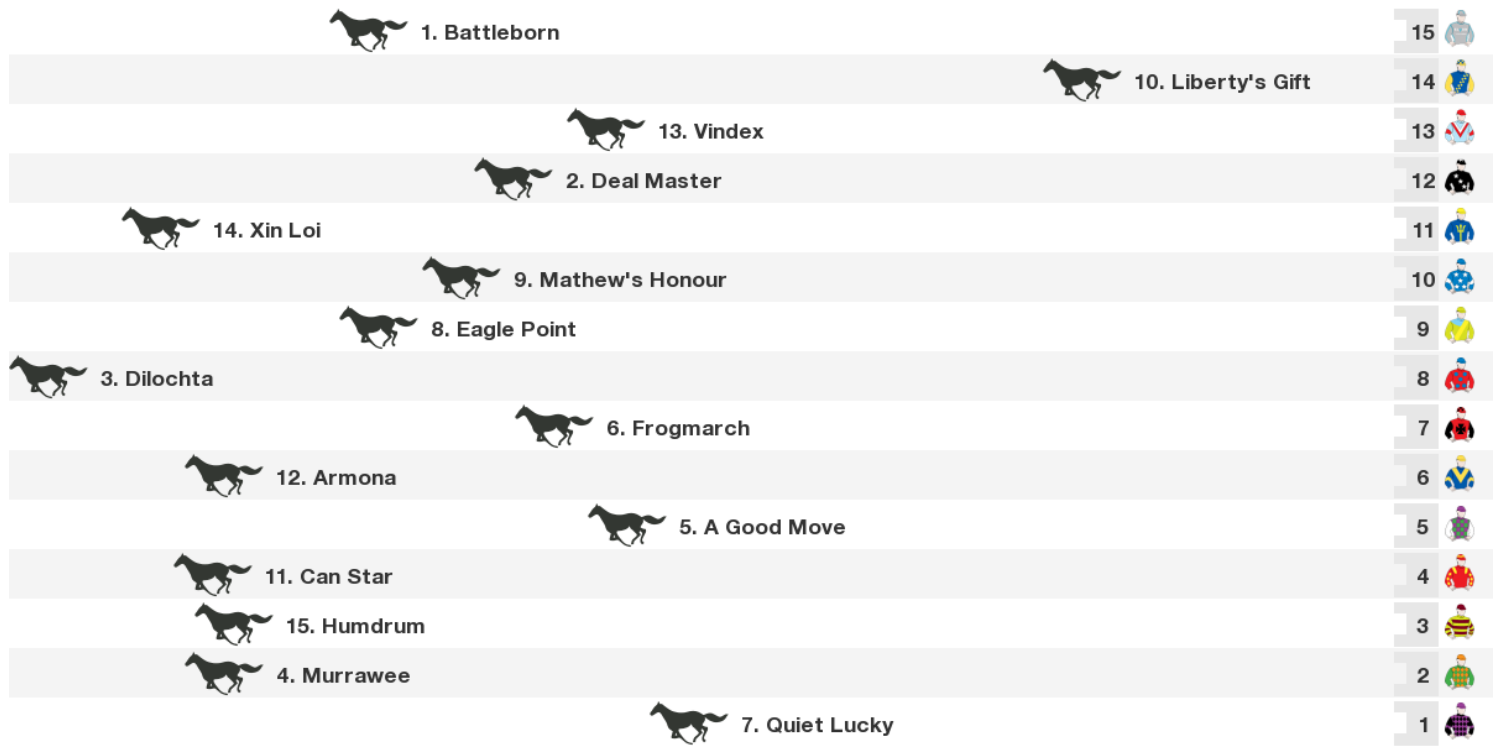 1. Battleborn 15
10. Liberty's Gift 14
13. Vindex 13
2. Deal Master 12
14. Xin Loi 11
9. Mathew's Honour 10
8. Eagle Point 9
3. Dilochta 8
6. Frogmarch 7
12. Armona 6
5. A Good Move 5
11. Can Star 4
15. Humdrum 3
4. Murrawee 2
7. Quiet Lucky 1